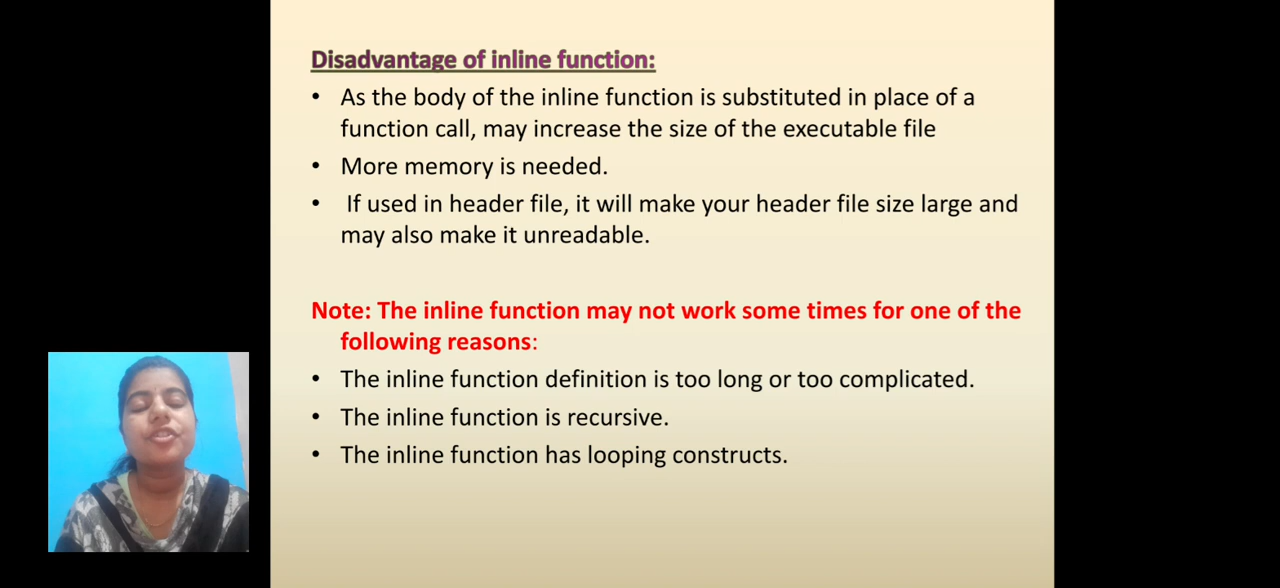 Disadvantage of inline function:
• As the body of the inline function is substituted in place of a
function call, may increase the size of the executable file
• More memory is needed.
• If used in header file, it will make your header file size large and
may also make it unreadable.
Note: The inline function may not work some times for one of the
following reasons:
• The inline function definition is too long or too complicated.
• The inline function is recursive.
• The inline function has looping constructs.